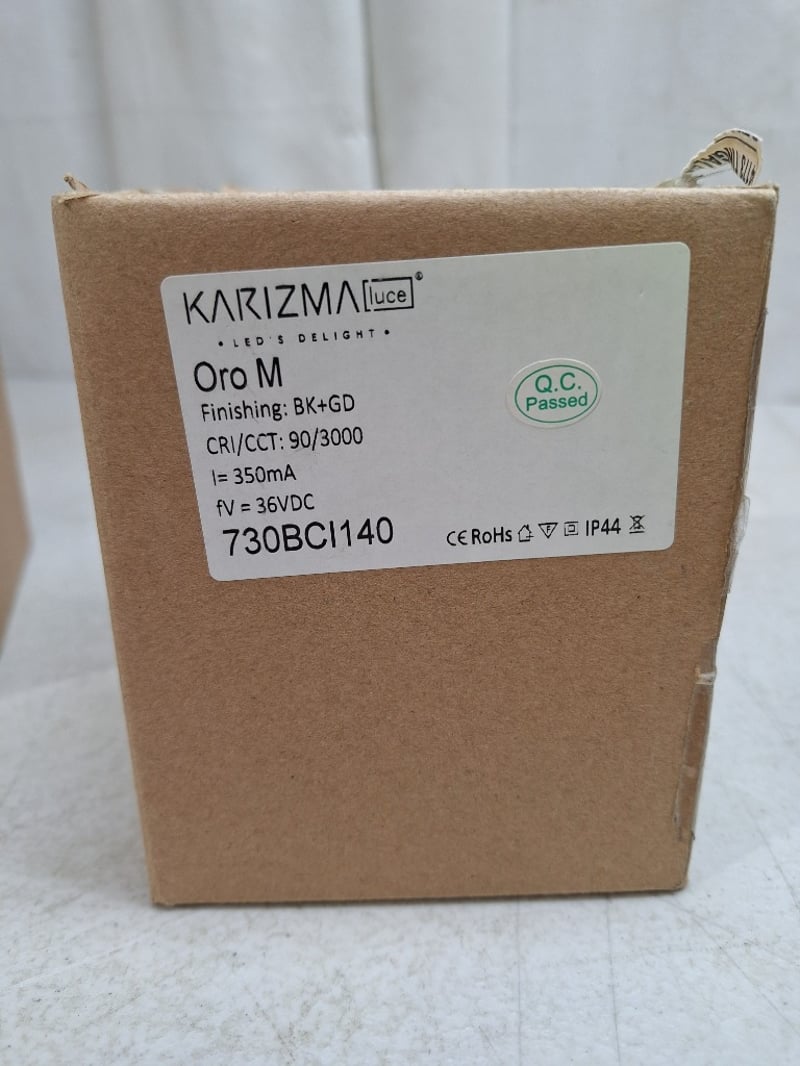 KARIZMA luce®
• LED'S DELIGHT •
Oro M
Finishing: BK+GD
CRI/CCT: 90/3000
I= 350mA
fV = 36VDC
730BCI140
Q.C.
Passed
CE RoHs F IP44